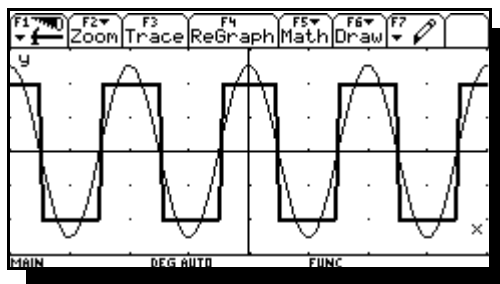 F1 F2 Zoom F3 Trace F4 ReGraph F5 Math F6 Draw F7
y
x
MAIN DEG AUTO FUNC